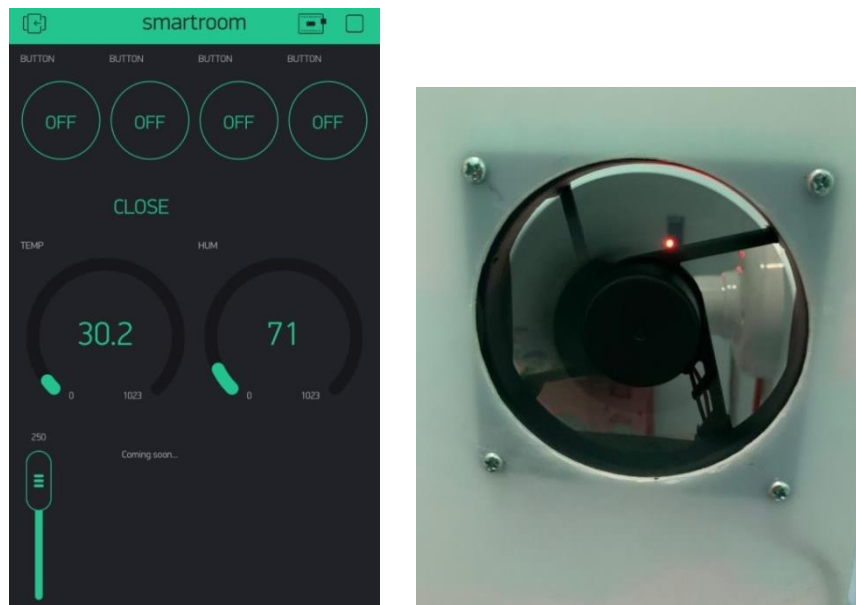 smartroom
BUTTON BUTTON BUTTON BUTTON
OFF OFF OFF OFF
CLOSE
TEMP HUM
30.2 71
0 1023 0 1023
250
Coming soon...